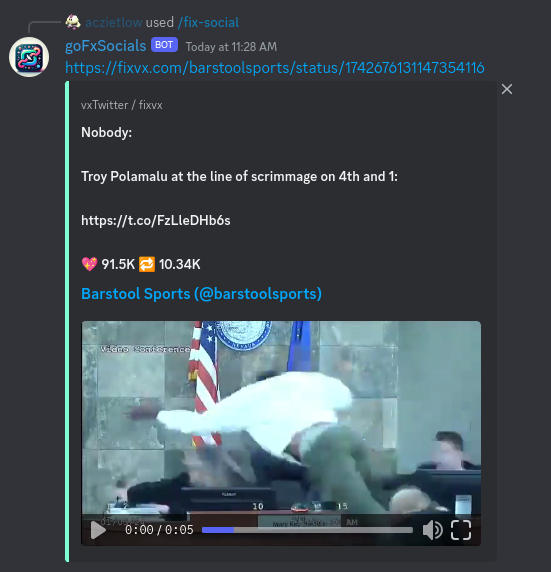 aczietlow used /fix-social
goFxSocials BOT Today at 11:28 AM
https://fixvx.com/barstoolsports/status/1742676131147354116
vxTwitter / fixvx
Nobody:
Troy Polamalu at the line of scrimmage on 4th and 1:
https://t.co/FzLleDHb6s
💖 91.5K 🔁 10.34K
Barstool Sports (@barstoolsports)
Video Conference
10 15
AM
0:00 / 0:05